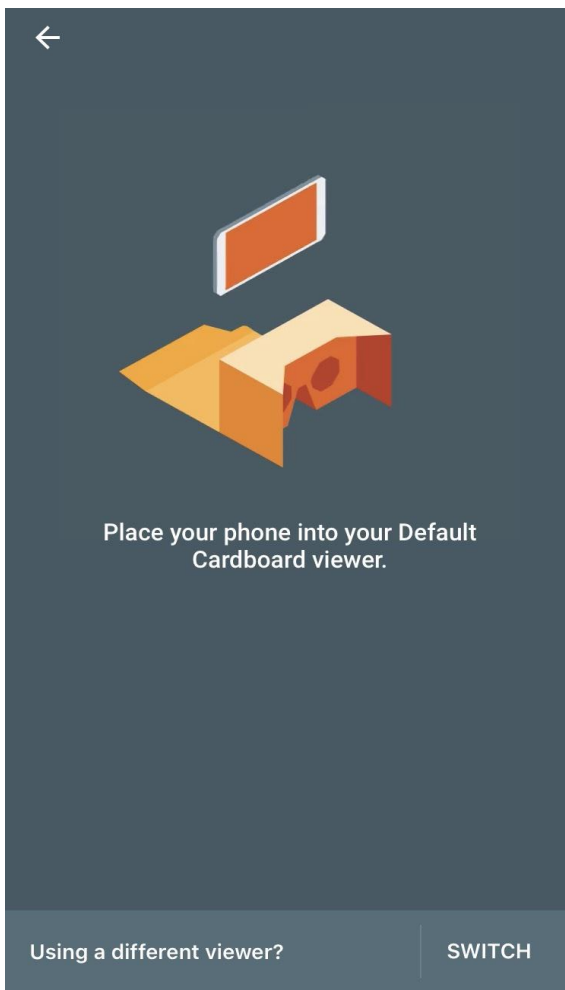 Place your phone into your Default
Cardboard viewer.
Using a different viewer?
SWITCH